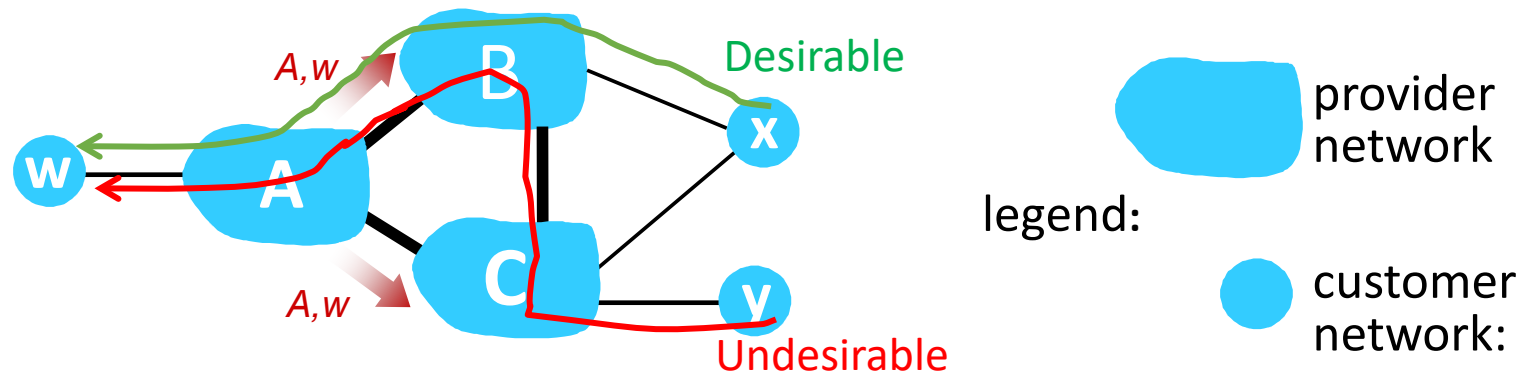 A,w
B
Desirable
x
w
A
A,w
C
y
Undesirable
legend:
provider
network
customer
network: